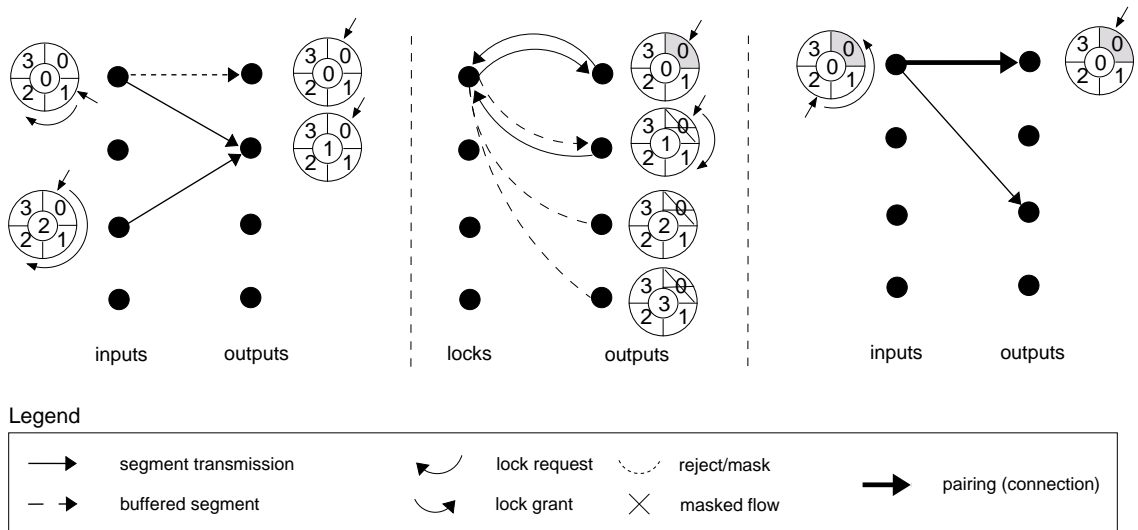 3 0
0
2 1
3 0
0
2 1
3 0
1
2 1
3 0
2
2 1
inputs outputs
3 0
0
2 1
3 0
1
2 1
3 0
2
2 1
3 0
3
2 1
locks outputs
3 0
0
2 1
3 0
0
2 1
inputs outputs
Legend
segment transmission
buffered segment
lock request
lock grant
reject/mask
masked flow
pairing (connection)